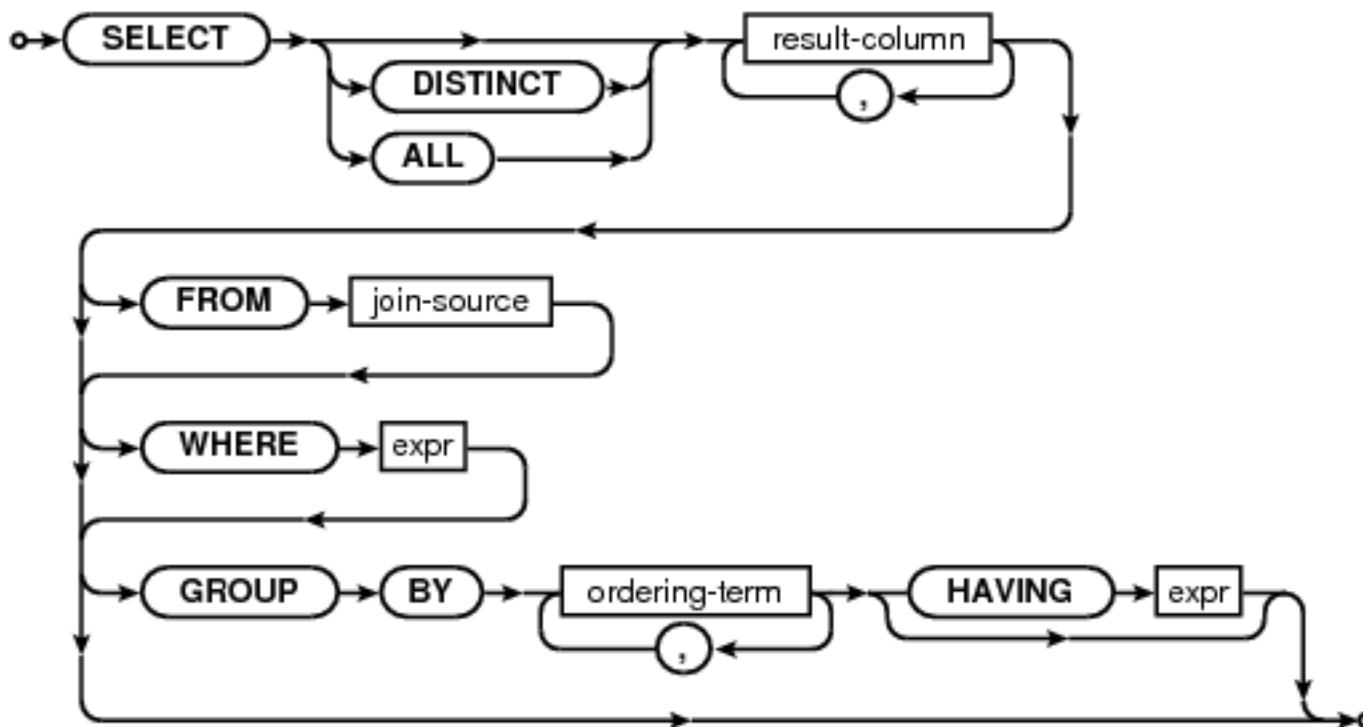 SELECT result-column
DISTINCT
,
ALL
FROM join-source
WHERE expr
GROUP BY ordering-term HAVING expr
,